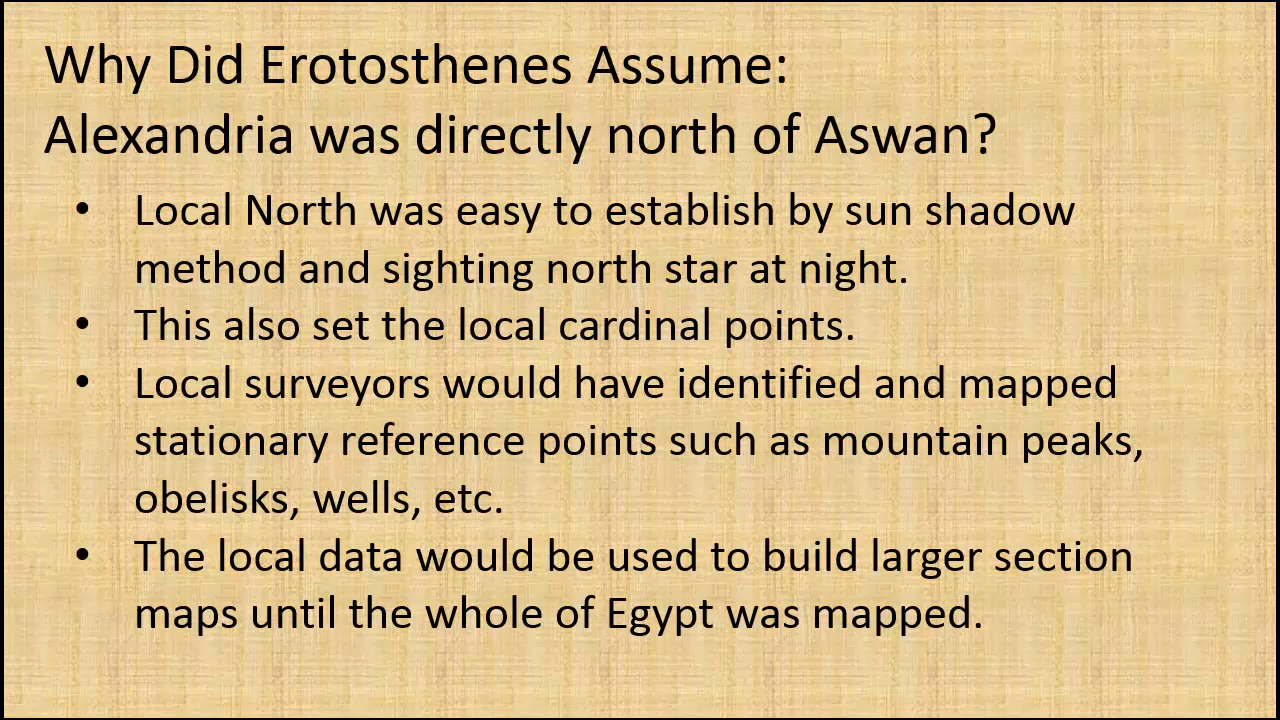 Why Did Erotosthenes Assume:
Alexandria was directly north of Aswan?
• Local North was easy to establish by sun shadow
method and sighting north star at night.
• This also set the local cardinal points.
• Local surveyors would have identified and mapped
stationary reference points such as mountain peaks,
obelisks, wells, etc.
• The local data would be used to build larger section
maps until the whole of Egypt was mapped.